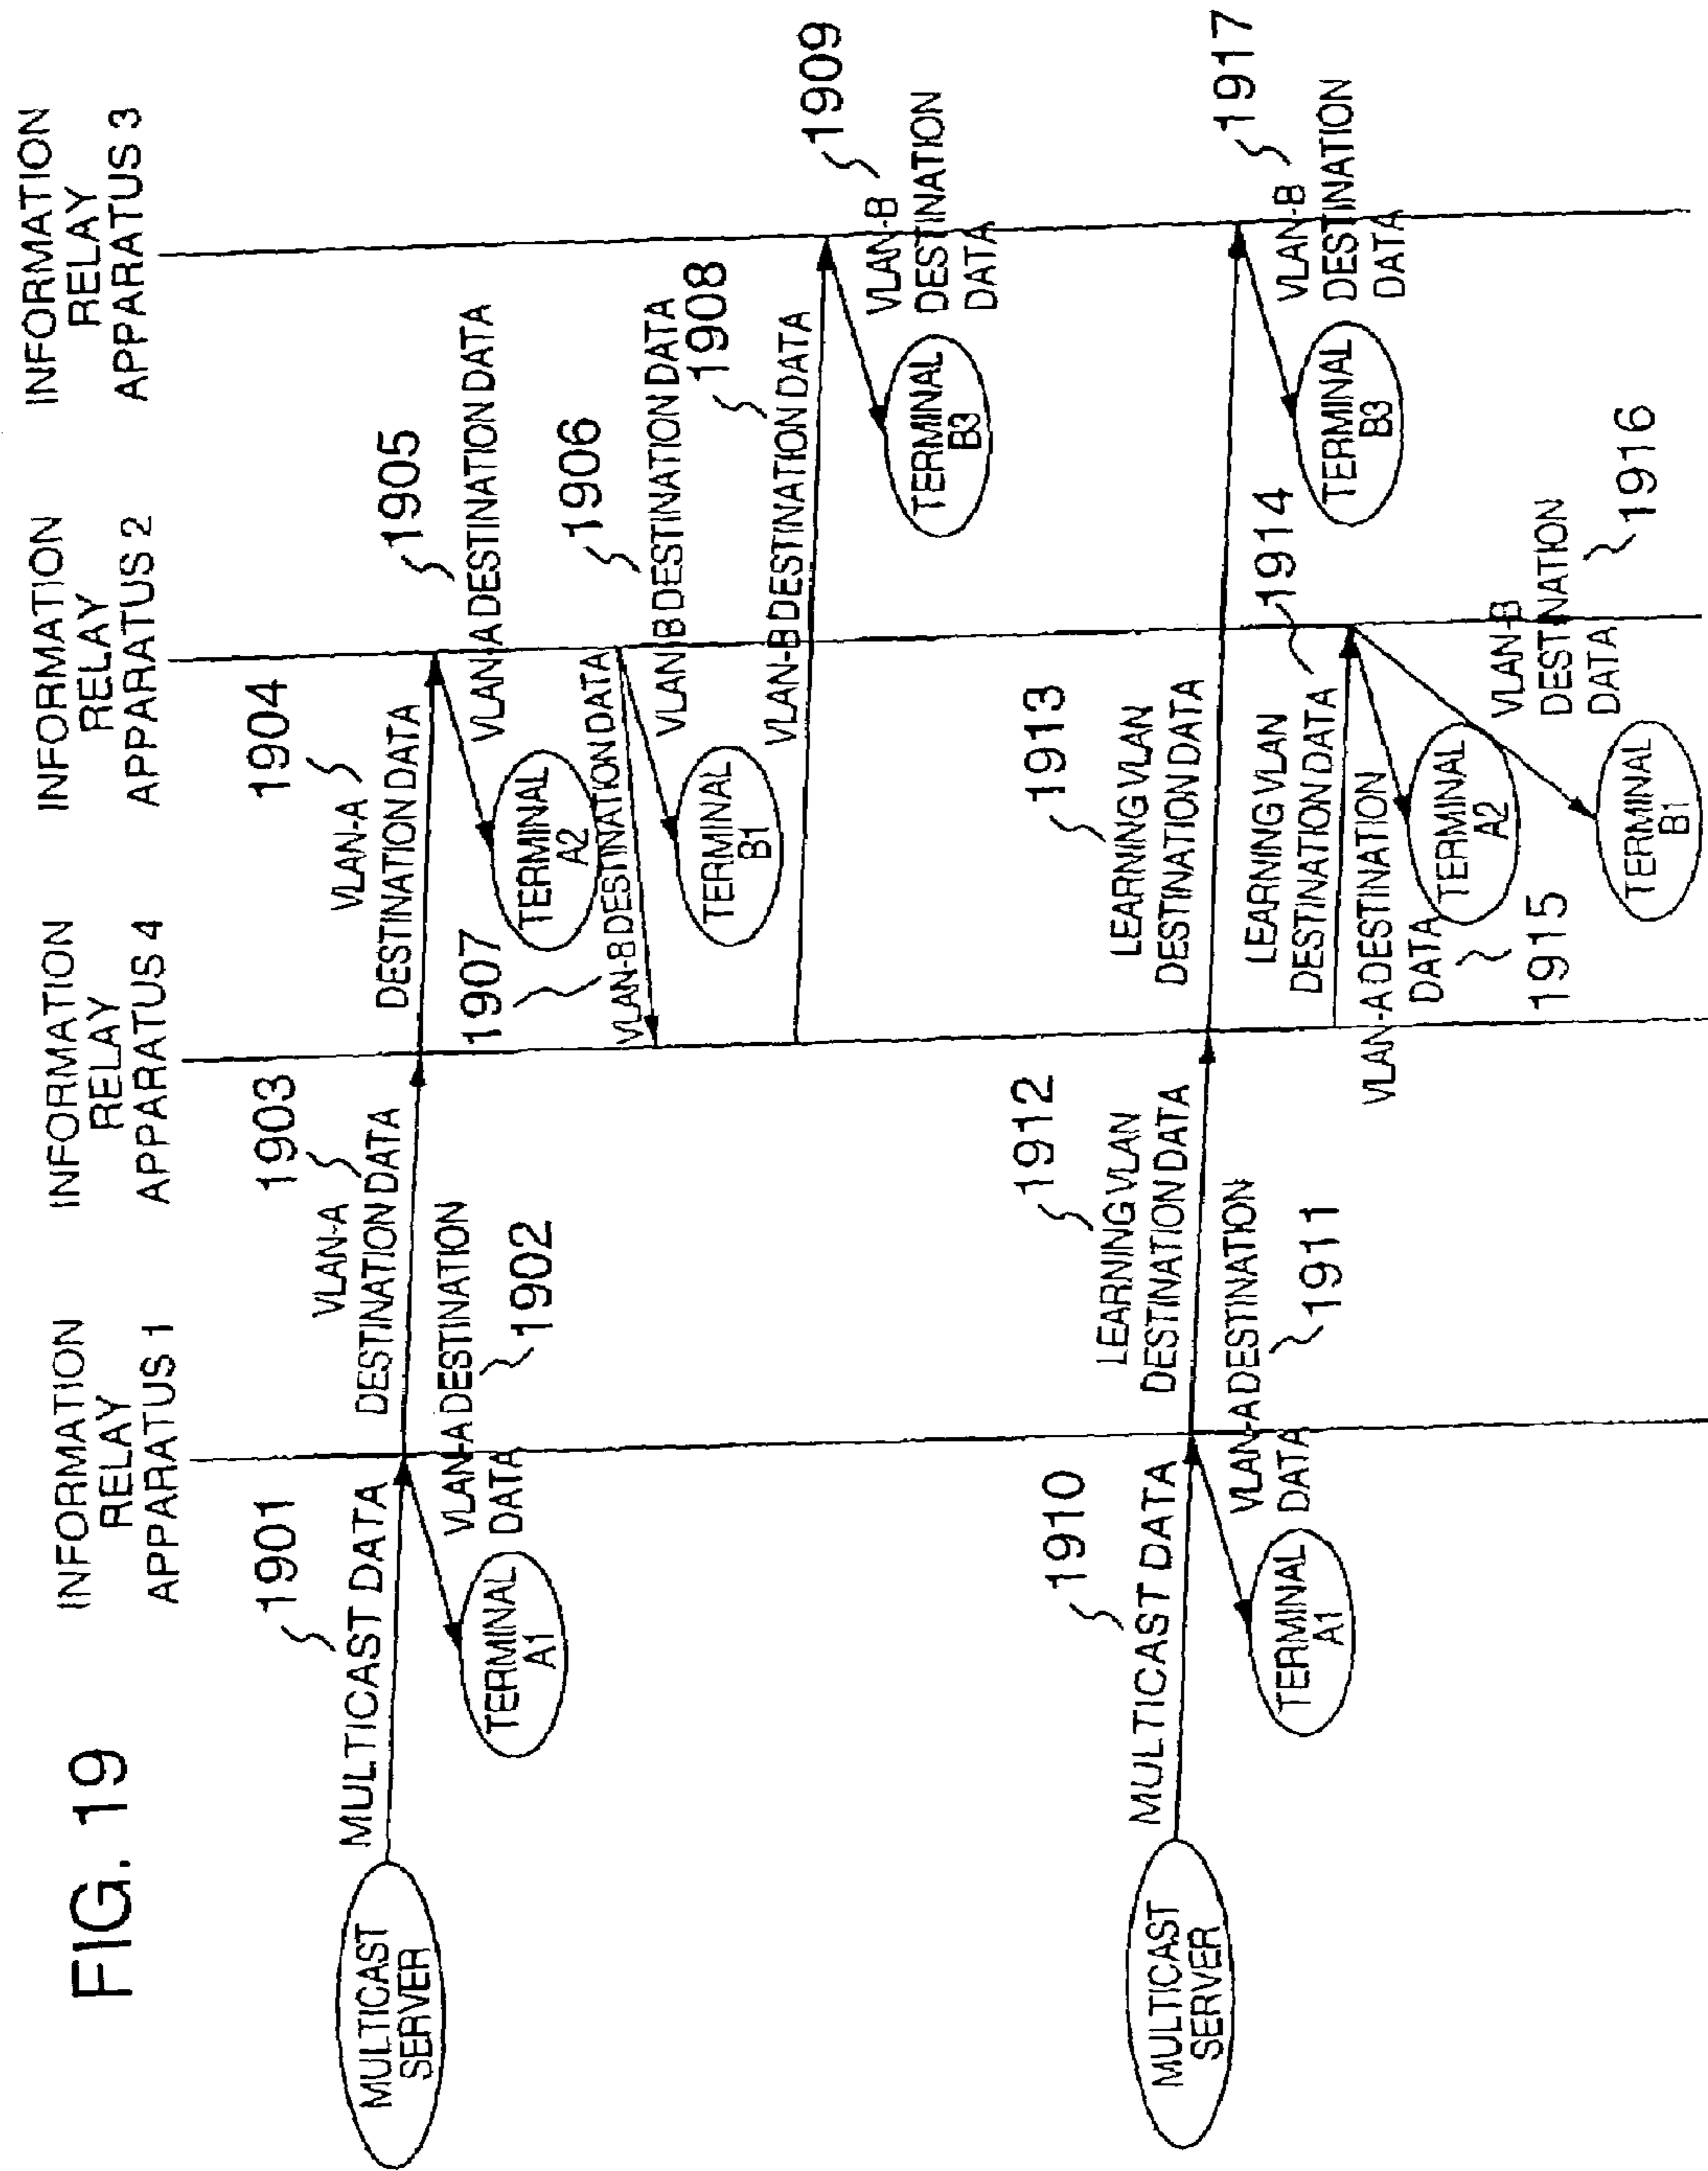 FIG. 19
INFORMATION
RELAY
APPARATUS 1
INFORMATION
RELAY
APPARATUS 4
INFORMATION
RELAY
APPARATUS 2
INFORMATION
RELAY
APPARATUS 3
MULTICAST
SERVER
1901
MULTICAST DATA
TERMINAL
A1
VLAN-A DESTINATION
DATA
1902
1903
VLAN-A
DESTINATION DATA
1904
VLAN-A
DESTINATION DATA
1905
VLAN-A DESTINATION DATA
TERMINAL
A2
1906
VLAN-B DESTINATION DATA
TERMINAL
B1
1907
VLAN-B DESTINATION DATA
1908
VLAN-B DESTINATION DATA
1909
VLAN-B
DESTINATION
DATA
TERMINAL
B3
MULTICAST
SERVER
1910
MULTICAST DATA
TERMINAL
A1
VLAN-A DESTINATION
DATA
1911
1912
LEARNING VLAN
DESTINATION DATA
1913
LEARNING VLAN
DESTINATION DATA
1914
LEARNING VLAN
DESTINATION DATA
VLAN-A DESTINATION
DATA
1915
TERMINAL
A2
TERMINAL
B1
VLAN-B
DESTINATION
DATA
1916
1917
VLAN-B
DESTINATION
DATA
TERMINAL
B3